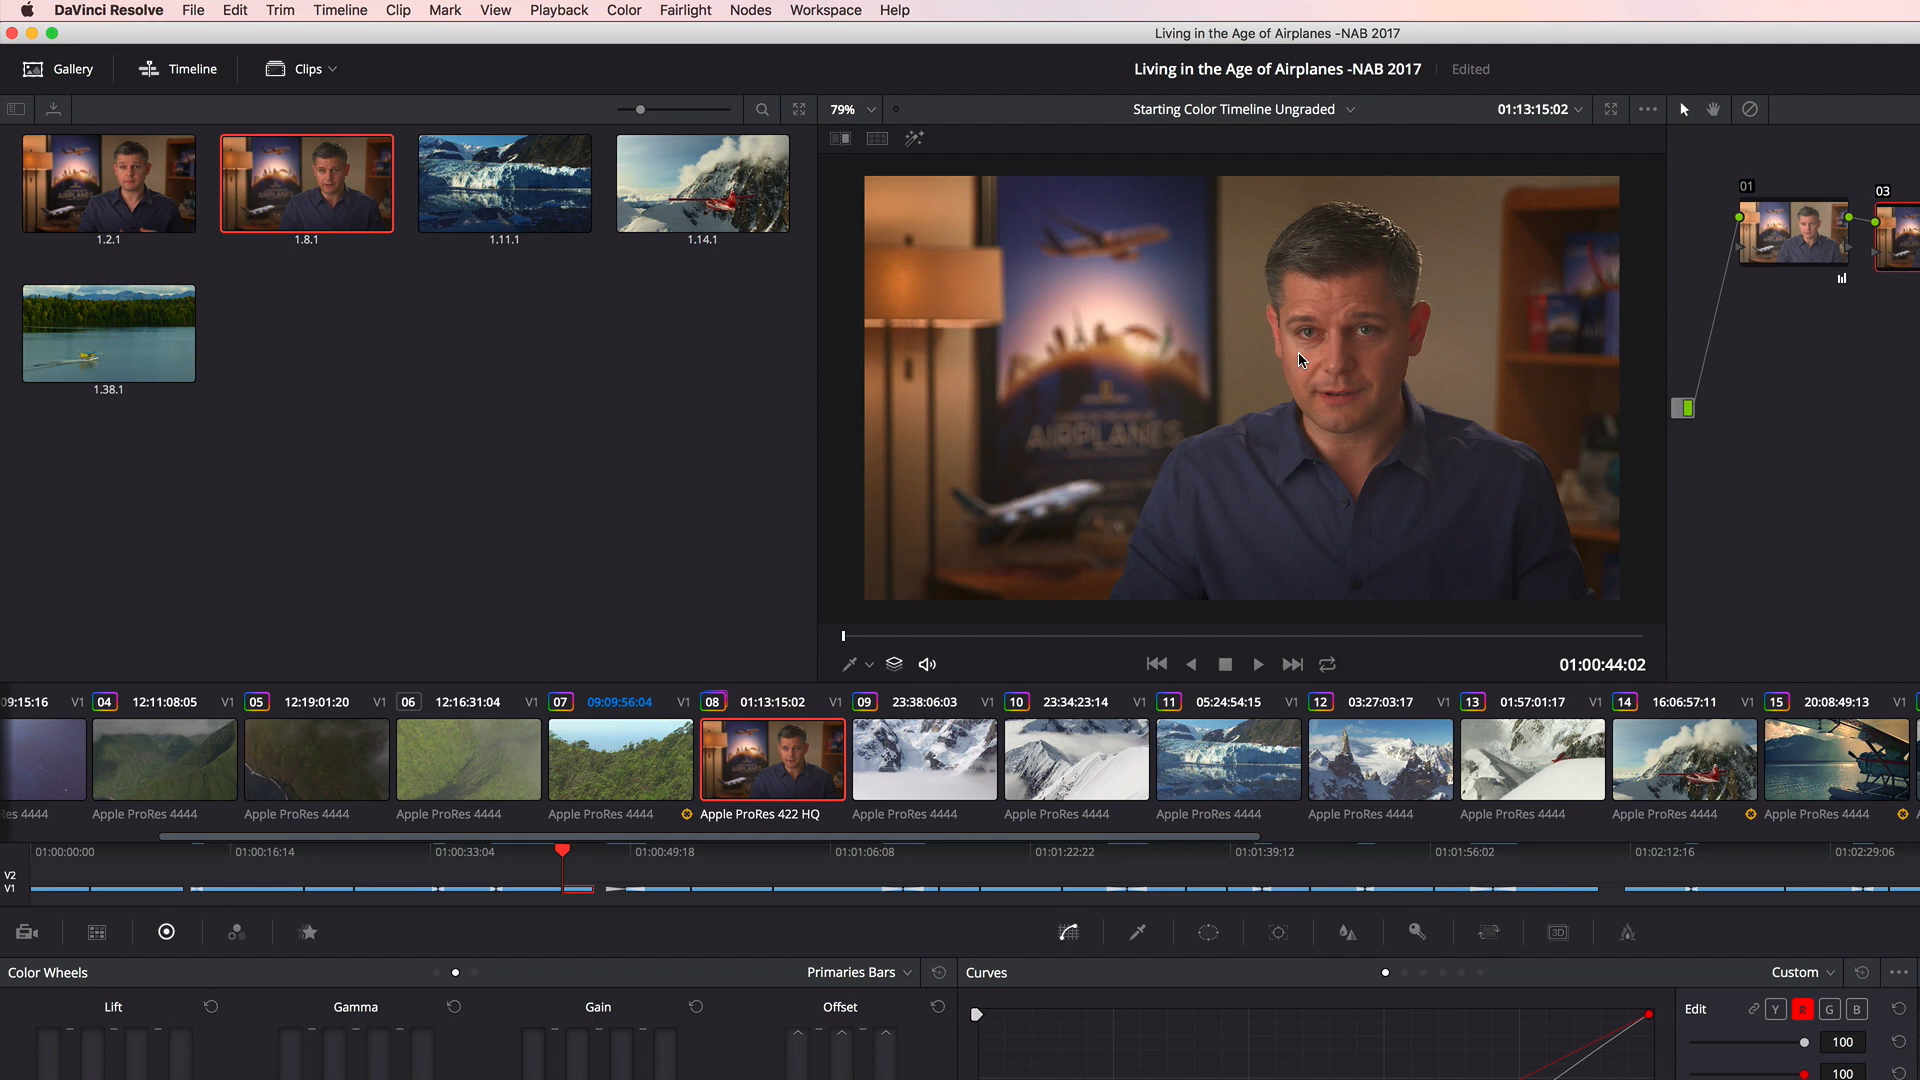 DaVinci Resolve File Edit Trim Timeline Clip Mark View Playback Color Fairlight Nodes Workspace Help
Living in the Age of Airplanes -NAB 2017
Gallery Timeline Clips
Living in the Age of Airplanes -NAB 2017 Edited
79% Starting Color Timeline Ungraded 01:13:15:02
1.2.1 1.8.1 1.11.1 1.14.1
1.38.1
01 03
AIRPLANES
01:00:44:02
09:15:16 V1 04 12:11:08:05 V1 05 12:19:01:20 V1 06 12:16:31:04 V1 07 09:09:56:04 V1 08 01:13:15:02 V1 09 23:38:06:03 V1 10 23:34:23:14 V1 11 05:24:54:15 V1 12 03:27:03:17 V1 13 01:57:01:17 V1 14 16:06:57:11 V1 15 20:08:49:13 V1
Res 4444 Apple ProRes 4444 Apple ProRes 4444 Apple ProRes 4444 Apple ProRes 4444 Apple ProRes 422 HQ Apple ProRes 4444 Apple ProRes 4444 Apple ProRes 4444 Apple ProRes 4444 Apple ProRes 4444 Apple ProRes 4444 Apple ProRes 4444
01:00:00:00 01:00:16:14 01:00:33:04 01:00:49:18 01:01:06:08 01:01:22:22 01:01:39:12 01:01:56:02 01:02:12:16 01:02:29:06
V2
V1
3D
Color Wheels Primaries Bars Curves Custom
Lift Gamma Gain Offset Edit Y R G B
100
100